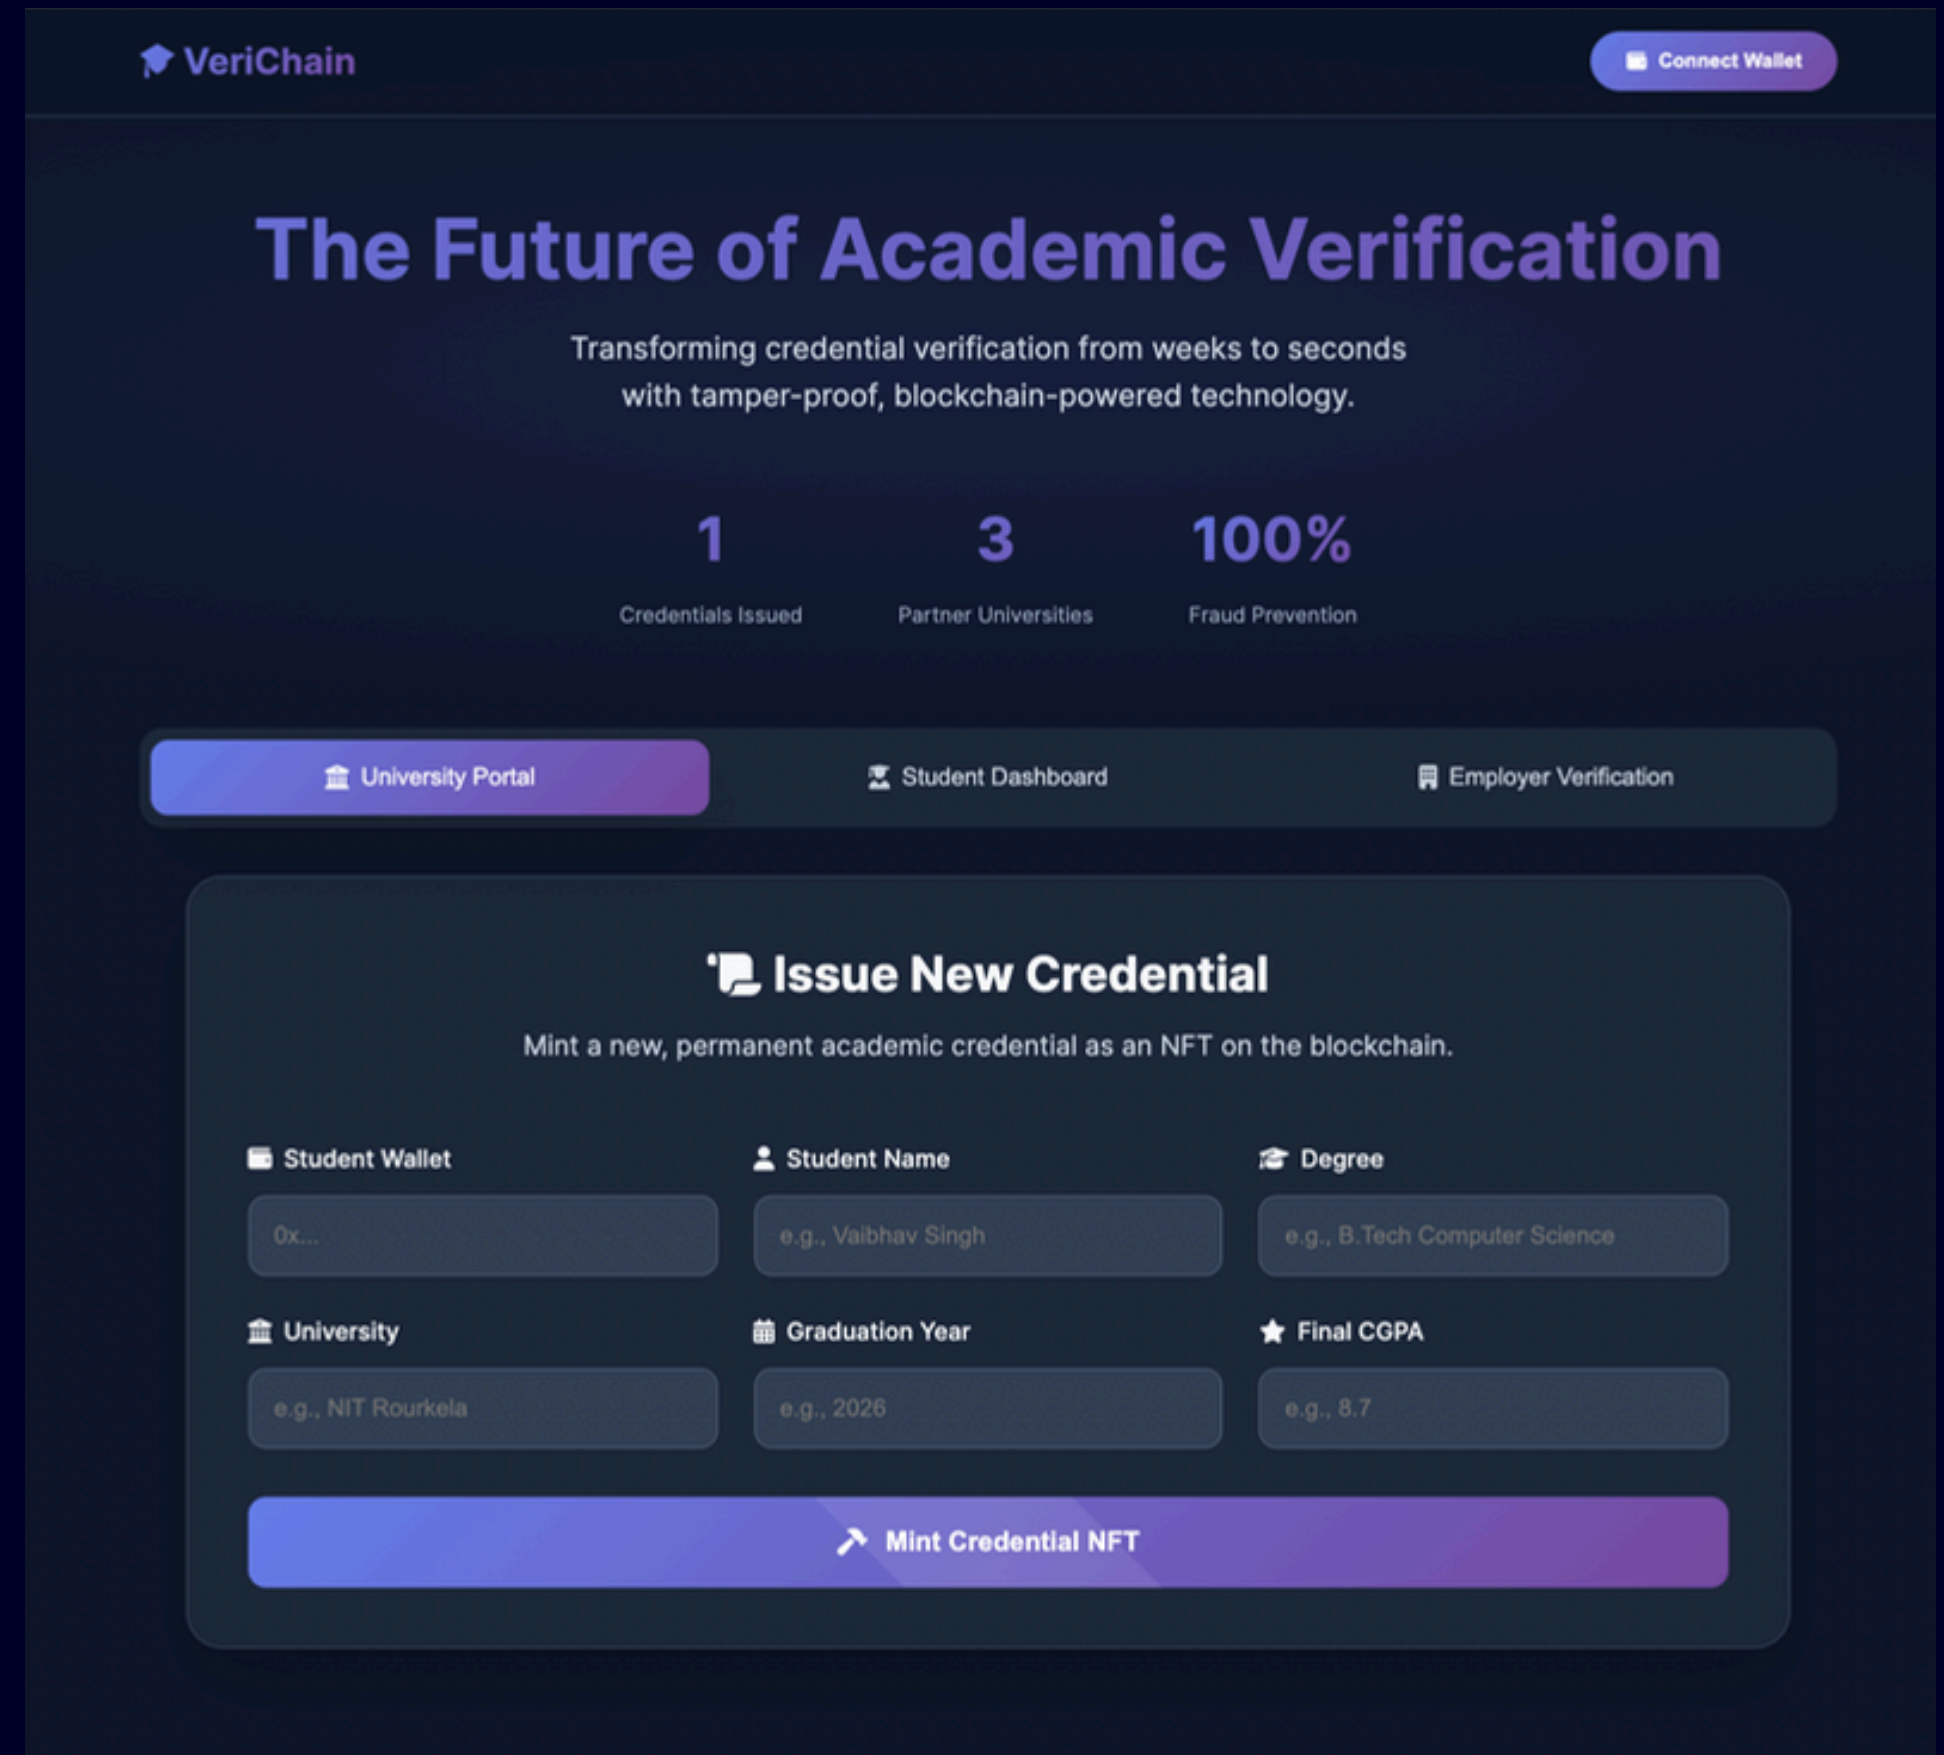 VeriChain
Connect Wallet
The Future of Academic Verification
Transforming credential verification from weeks to seconds
with tamper-proof, blockchain-powered technology.
1
3
100%
Credentials Issued
Partner Universities
Fraud Prevention
University Portal
Student Dashboard
Employer Verification
Issue New Credential
Mint a new, permanent academic credential as an NFT on the blockchain.
Student Wallet
Student Name
Degree
0x...
e.g., Vaibhav Singh
e.g., B.Tech Computer Science
University
Graduation Year
Final CGPA
e.g., NIT Rourkela
e.g., 2026
e.g., 8.7
Mint Credential NFT